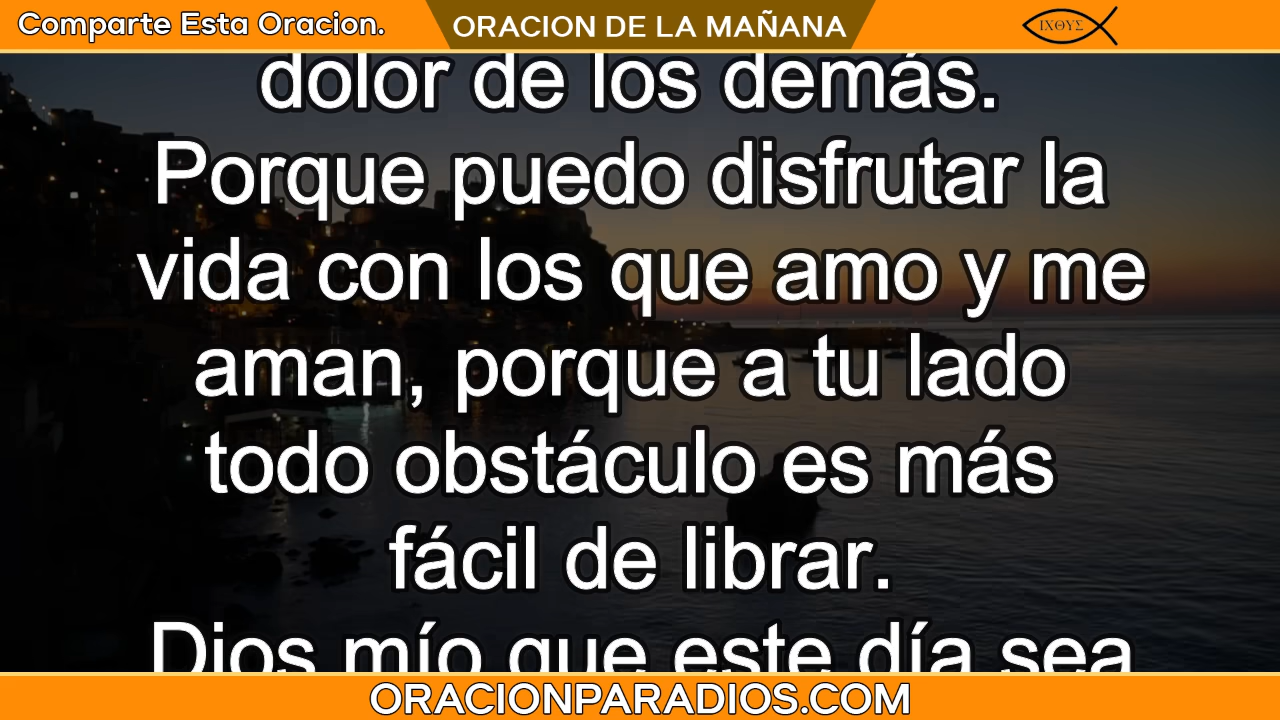 Comparte Esta Oracion.
ORACION DE LA MAÑANA
ΙΧΘΥΣ
dolor de los demás.
Porque puedo disfrutar la
vida con los que amo y me
aman, porque a tu lado
todo obstáculo es más
fácil de librar.
Dios mío que este día sea
ORACIONPARADIOS.COM